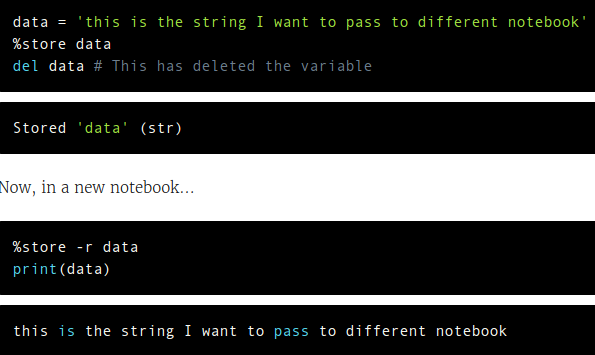 data = 'this is the string I want to pass to different notebook'
%store data
del data # This has deleted the variable
Stored 'data' (str)
Now, in a new notebook...
%store -r data
print(data)
this is the string I want to pass to different notebook